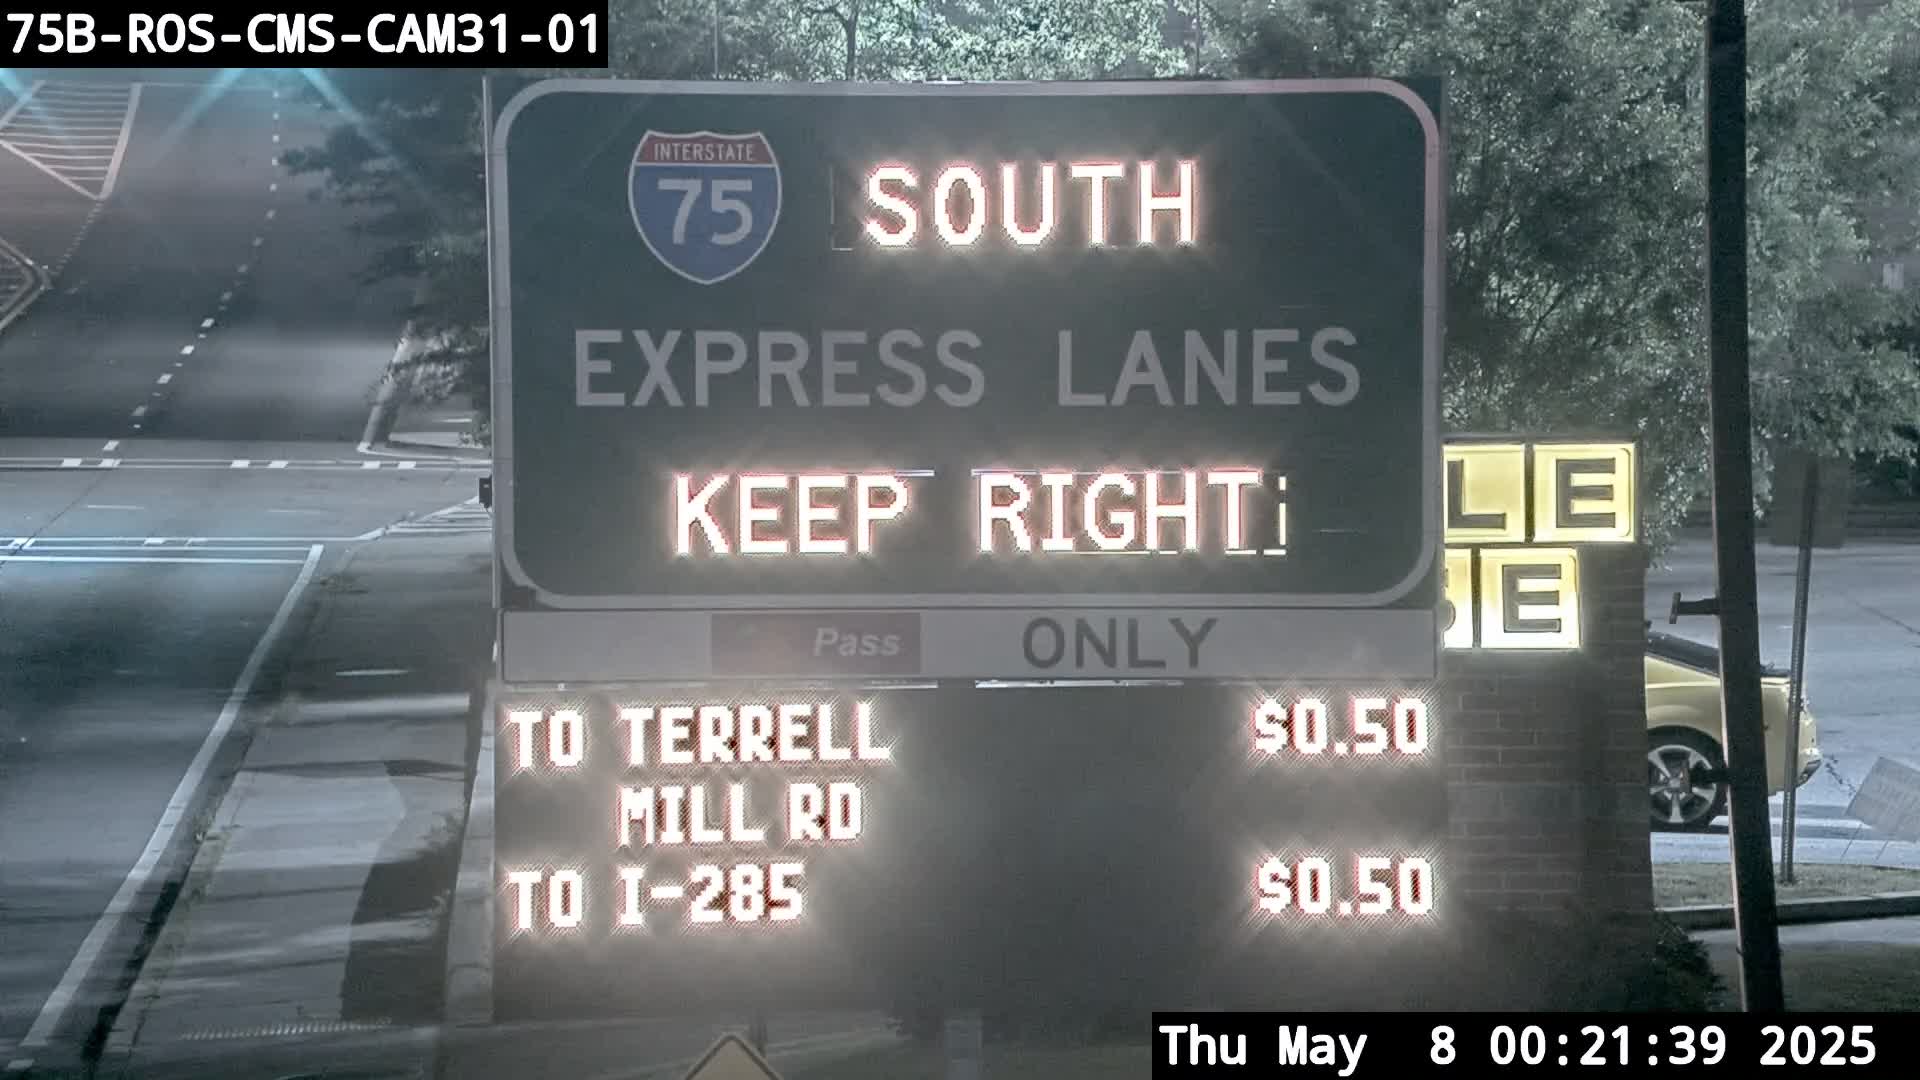 75B-ROS-CMS-CAM31-01
INTERSTATE
75
SOUTH
EXPRESS LANES
KEEP RIGHT
Pass ONLY
TO TERRELL $0.50
MILL RD
TO I-285 $0.50
LE
E
Thu May 8 00:21:39 2025